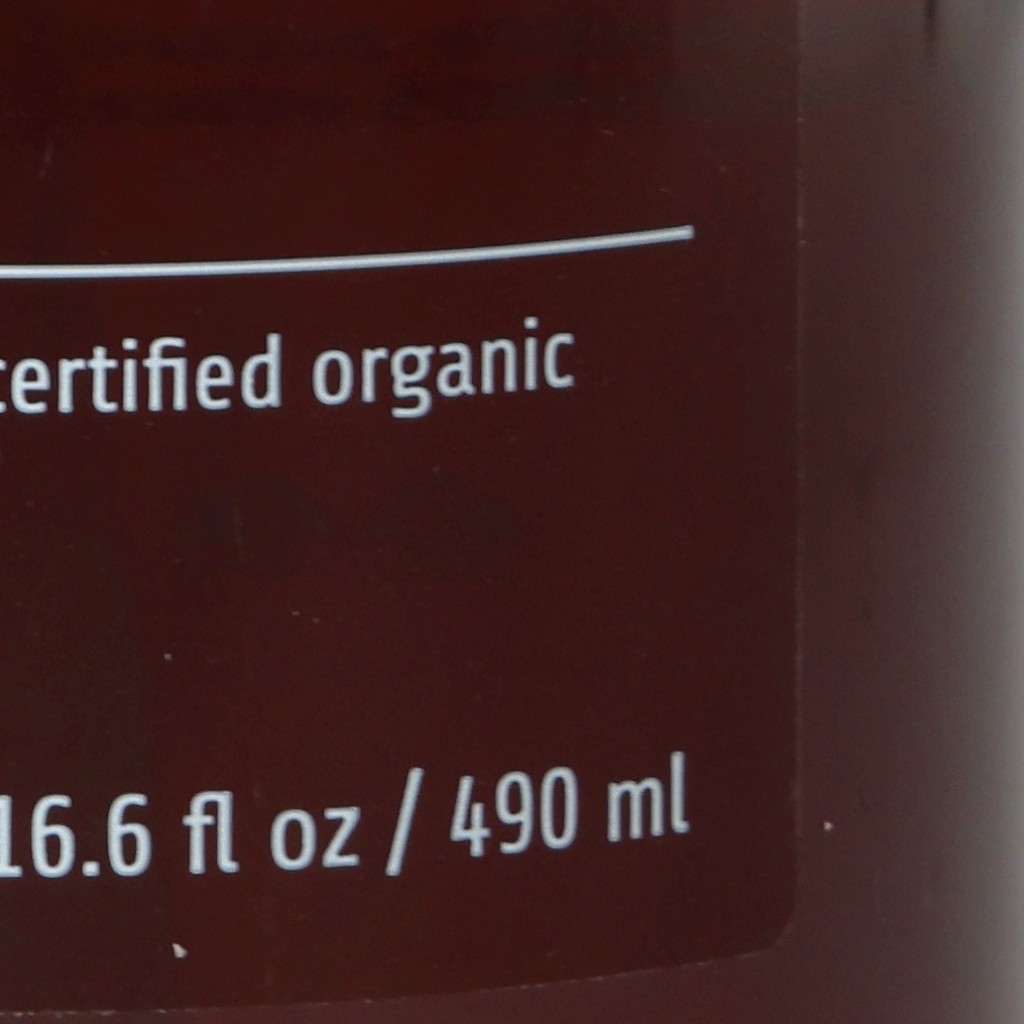 certified organic
16.6 fl oz / 490 ml